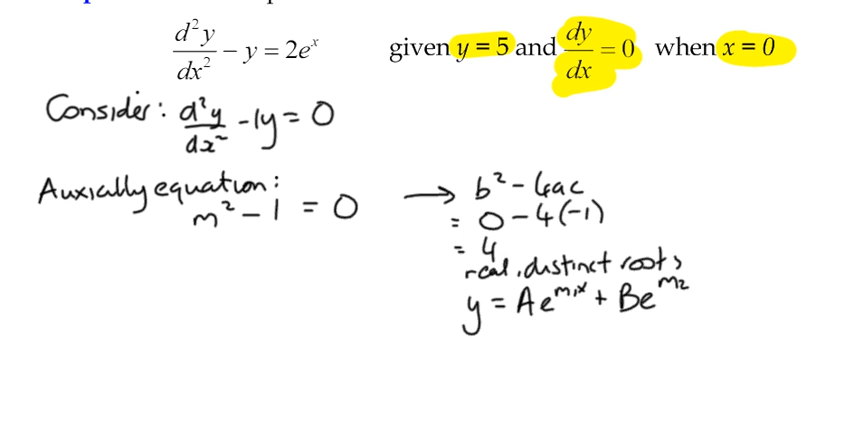 d²y/dx² − y = 2eˣ given y = 5 and dy/dx = 0 when x = 0
Consider: d²y/dx² - 1y = 0
Auxially equation:
m² - 1 = 0
→ b² - 4ac
= 0 - 4(-1)
= 4
real, distinct roots
y = Ae^m₁x + Be^m₂